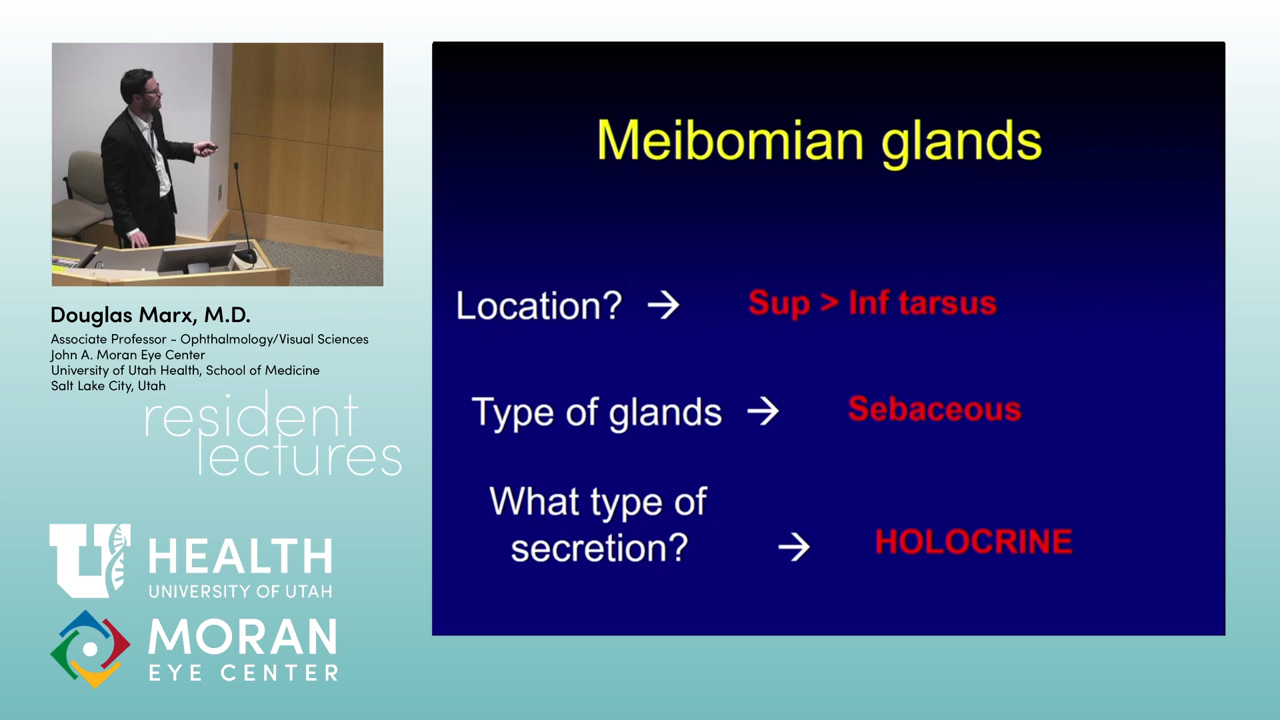 Meibomian glands
Location? → Sup > Inf tarsus
Type of glands → Sebaceous
What type of
secretion? → HOLOCRINE
Douglas Marx, M.D.
Associate Professor - Ophthalmology/Visual Sciences
John A. Moran Eye Center
University of Utah Health, School of Medicine
Salt Lake City, Utah
resident
lectures
U HEALTH
UNIVERSITY OF UTAH
MORAN
EYE CENTER